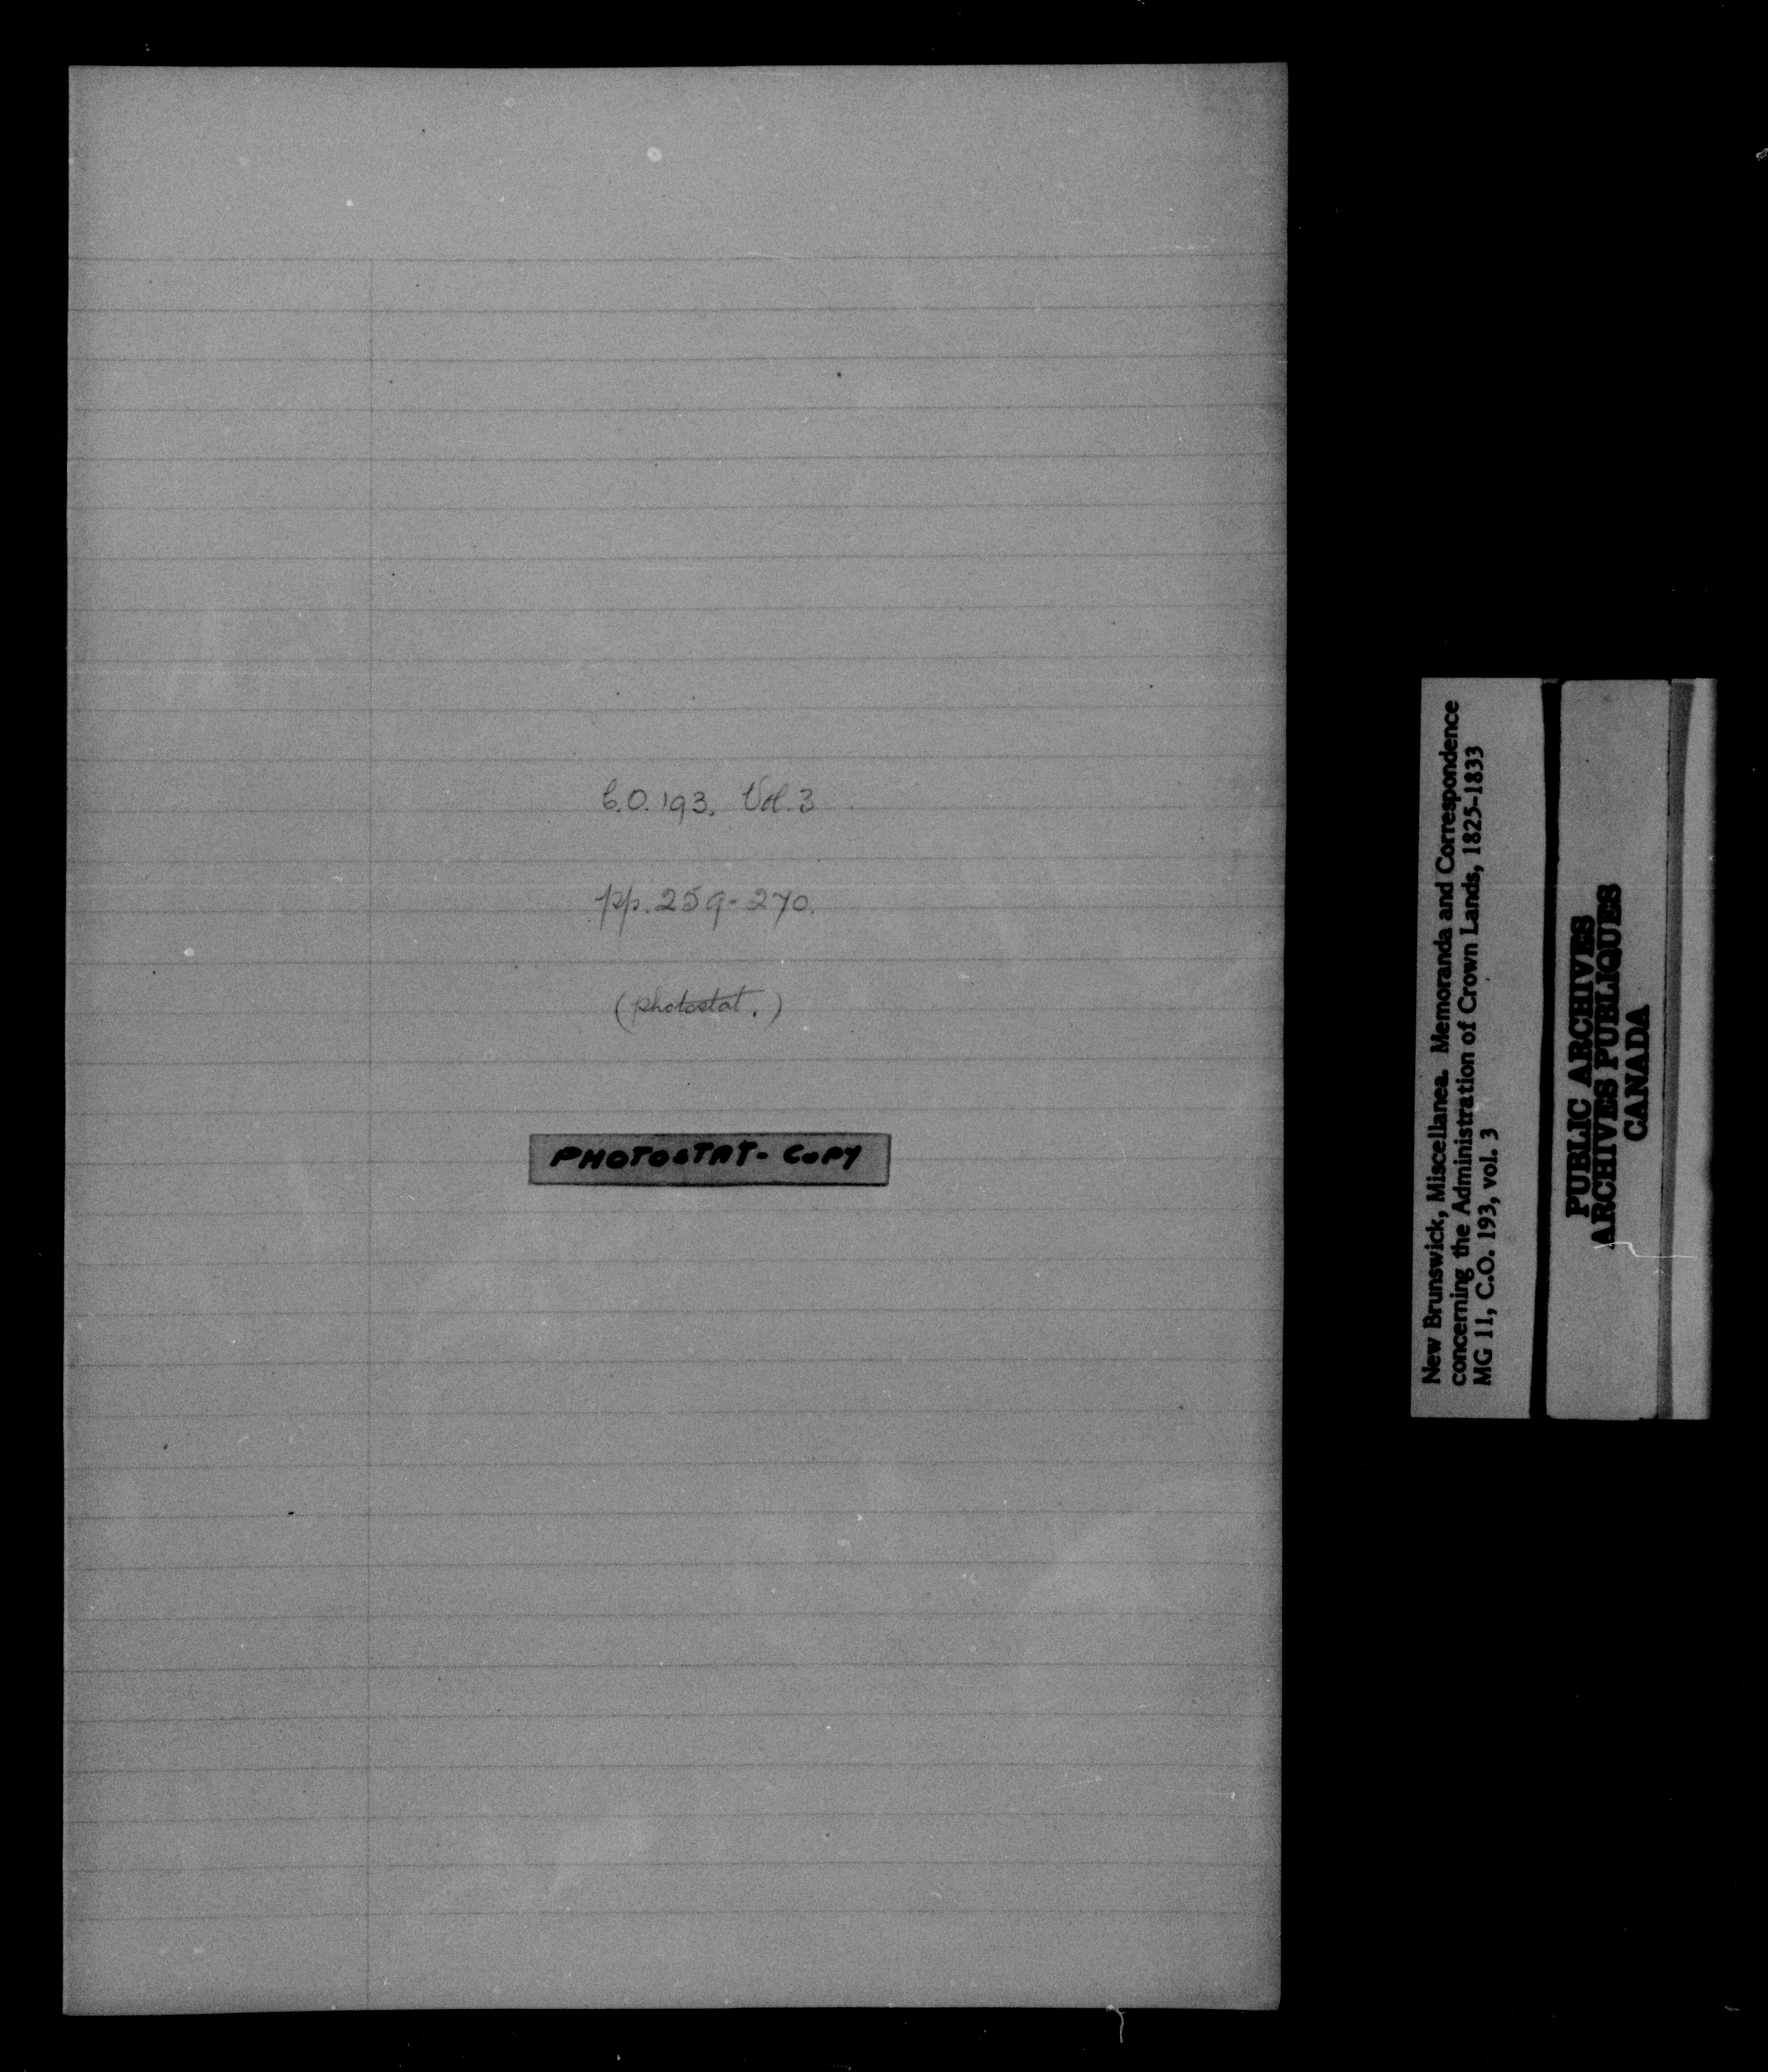 C.O. 193. Vol. 3
pp. 259-270.
(photostat.)
PHOTOSTAT-COPY
New Brunswick, Miscellanea. Memoranda and Correspondence
concerning the Administration of Crown Lands, 1825-1833
MG 11, C.O. 193, vol. 3
PUBLIC ARCHIVES
ARCHIVES PUBLIQUES
CANADA